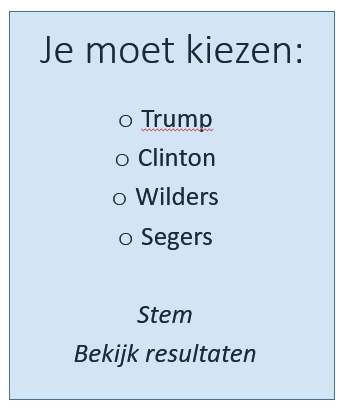 Je moet kiezen:
o Trump
o Clinton
o Wilders
o Segers
Stem
Bekijk resultaten